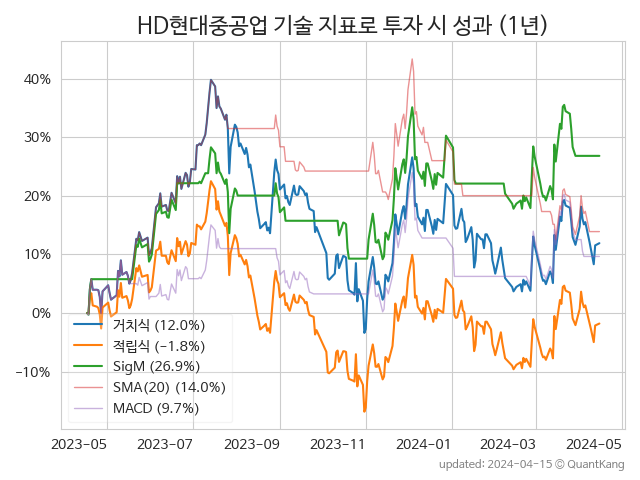 HD현대중공업 기술 지표로 투자 시 성과 (1년)
40%
30%
20%
10%
0%
−10%
거치식 (12.0%)
적립식 (−1.8%)
SigM (26.9%)
SMA(20) (14.0%)
MACD (9.7%)
2023-05 2023-07 2023-09 2023-11 2024-01 2024-03 2024-05
updated: 2024-04-15 © QuantKang